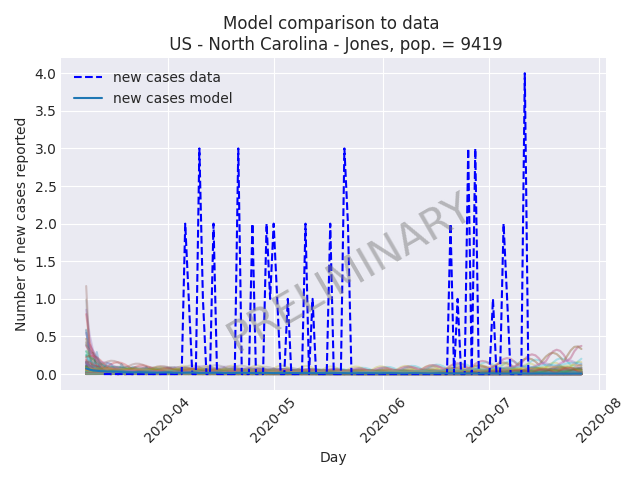 Model comparison to data
US - North Carolina - Jones, pop. = 9419
new cases data
new cases model
Number of new cases reported
4.0
3.5
3.0
2.5
2.0
1.5
1.0
0.5
0.0
PRELIMINARY
2020-04
2020-05
2020-06
2020-07
2020-08
Day